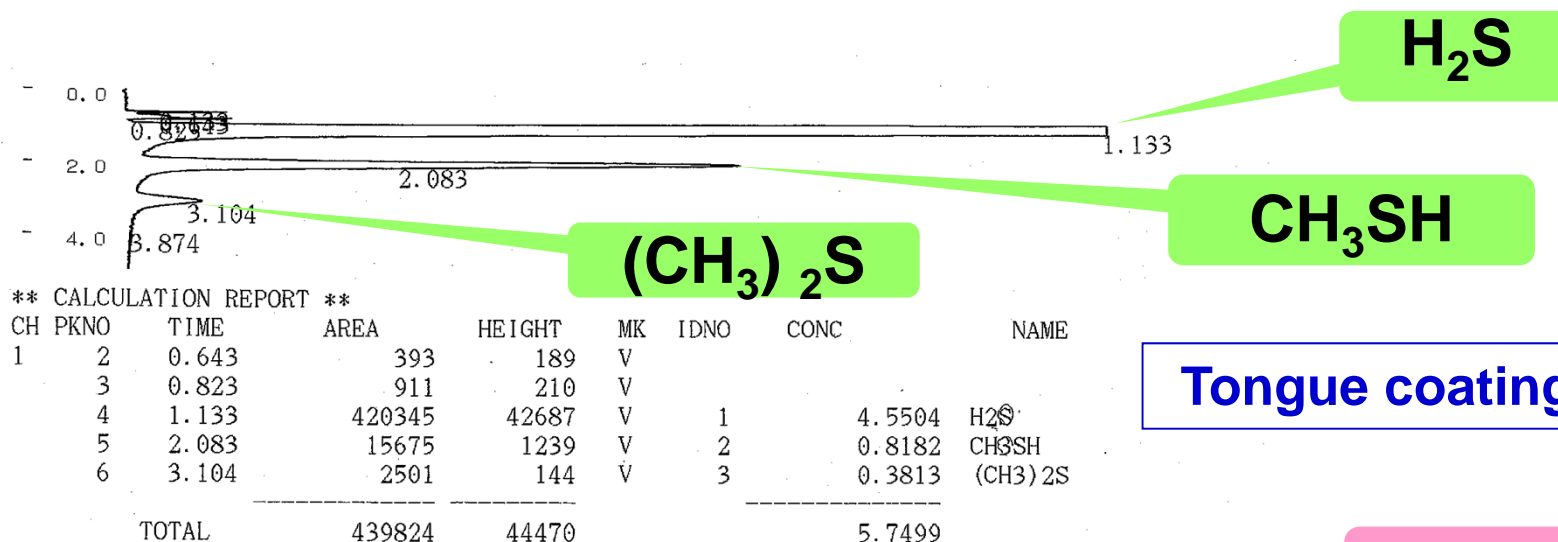 H2S
0.0
0.823
1.133
2.0
2.083
CH3SH
3.104
4.0
3.874
(CH3) 2S
** CALCULATION REPORT **
CH PKNO TIME AREA HEIGHT MK IDNO CONC NAME
1 2 0.643 393 189 V
3 0.823 911 210 V
4 1.133 420345 42687 V 1 4.5504 H2S
5 2.083 15675 1239 V 2 0.8182 CH3SH
6 3.104 2501 144 V 3 0.3813 (CH3)2S
TOTAL 439824 44470 5.7499
Tongue coating